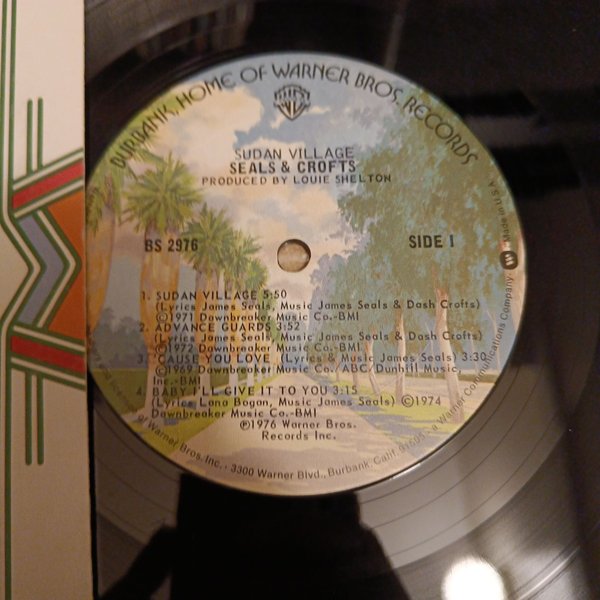 BURBANK, HOME OF WARNER BROS. RECORDS
SUDAN VILLAGE
SEALS & CROFTS
PRODUCED BY LOUIE SHELTON
BS 2976
SIDE 1
Made in U.S.A.
1. SUDAN VILLAGE 5:50
(Lyrics James Seals, Music James Seals & Dash Crofts)
©1971 Dawnbreaker Music Co.-BMI
2. ADVANCE GUARDS 3:52
(Lyrics James Seals, Music James Seals & Dash Crofts)
©1972 Dawnbreaker Music Co.-BMI
3. 'CAUSE YOU LOVE (Lyrics & Music James Seals) 3:30
©1969 Dawnbreaker Music Co./ABC Dunhill Music,
Inc.-BMI
4. BABY I'LL GIVE IT TO YOU 3:15
(Lyrics Lana Bogan, Music James Seals) ©1974
Dawnbreaker Music Co.-BMI
℗1976 Warner Bros.
Records Inc.
of Warner Bros. Inc. · 3300 Warner Blvd., Burbank, Calif. 91505 · a Warner Communications Company